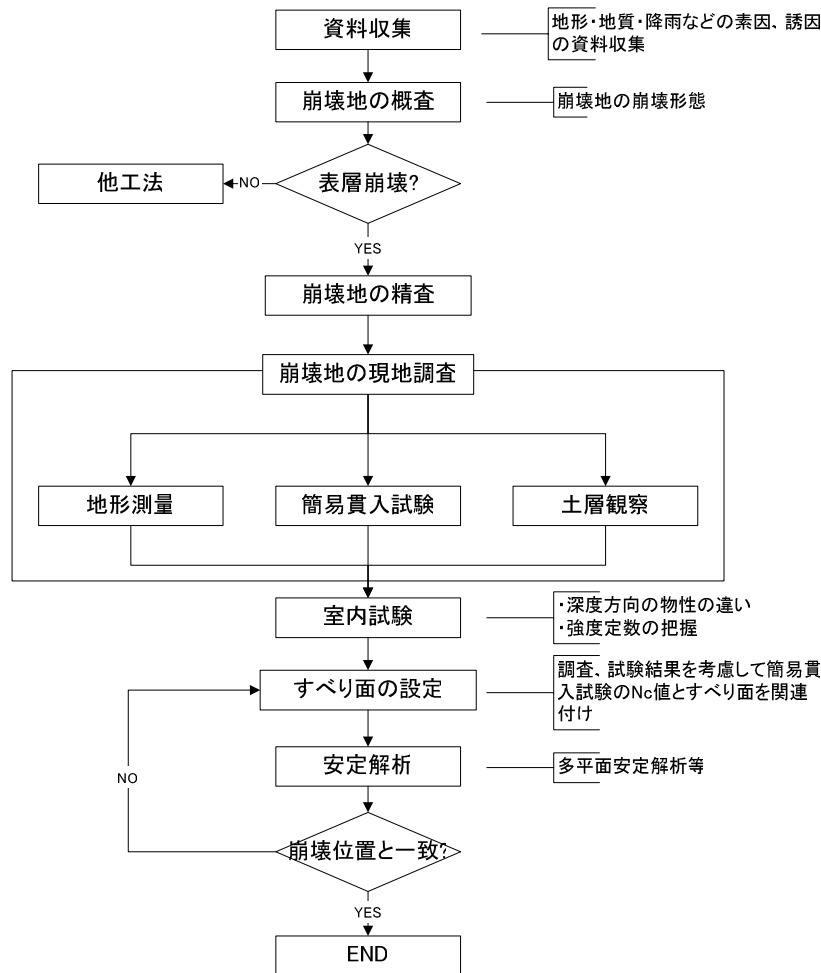 資料収集
地形・地質・降雨などの素因、誘因
の資料収集
崩壊地の概査
崩壊地の崩壊形態
表層崩壊?
NO
他工法
YES
崩壊地の精査
崩壊地の現地調査
地形測量
簡易貫入試験
土層観察
室内試験
・深度方向の物性の違い
・強度定数の把握
すべり面の設定
調査、試験結果を考慮して簡易貫
入試験のNc値とすべり面を関連
付け
安定解析
多平面安定解析等
NO
崩壊位置と一致?
YES
END